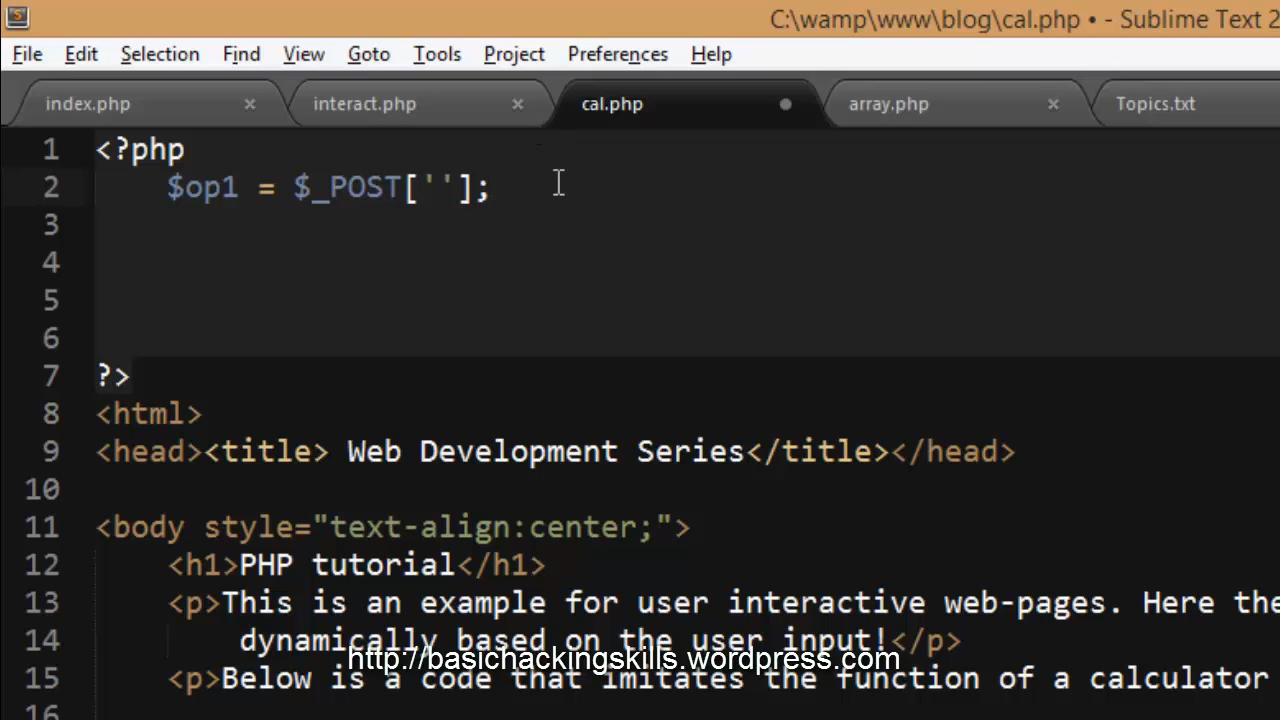 C:\wamp\www\blog\cal.php • - Sublime Text 2
File Edit Selection Find View Goto Tools Project Preferences Help
index.php × interact.php × cal.php array.php × Topics.txt
1 <?php
2 $op1 = $_POST[''];
3
4
5
6
7 ?>
8 <html>
9 <head><title> Web Development Series</title></head>
10
11 <body style="text-align:center;">
12 <h1>PHP tutorial</h1>
13 <p>This is an example for user interactive web-pages. Here the
14 dynamically based on the user input!</p>
http://basichackingskills.wordpress.com
15 <p>Below is a code that imitates the function of a calculator
16